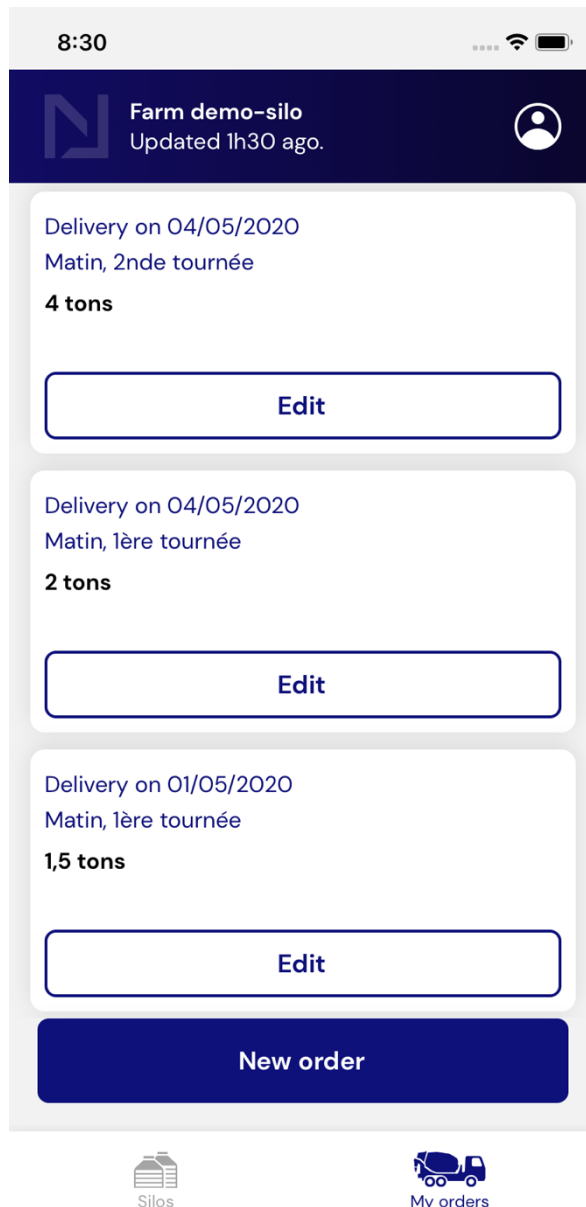 8:30
Farm demo-silo
Updated 1h30 ago.
Delivery on 04/05/2020
Matin, 2nde tournée
4 tons
Edit
Delivery on 04/05/2020
Matin, 1ère tournée
2 tons
Edit
Delivery on 01/05/2020
Matin, 1ère tournée
1,5 tons
Edit
New order
Silos
My orders